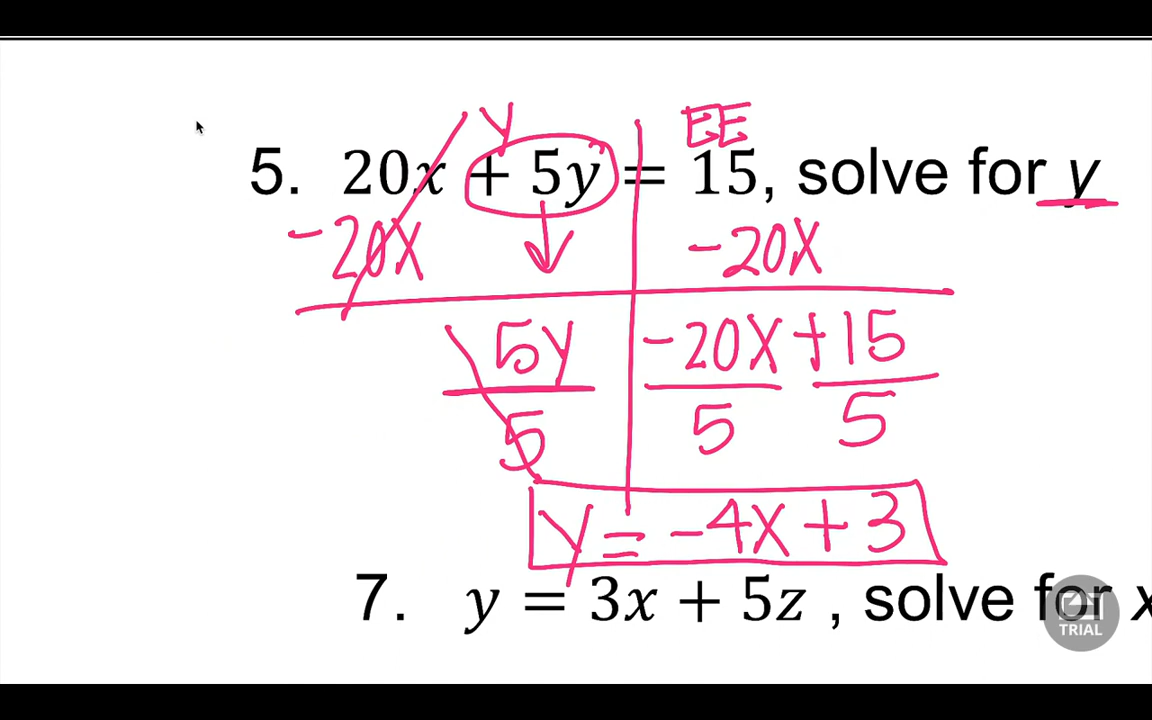 y EE
5. 20x + 5y = 15, solve for y
-20x -20x
5y -20x + 15
5 5 5
y = -4x + 3
7. y = 3x + 5z , solve for x
TRIAL